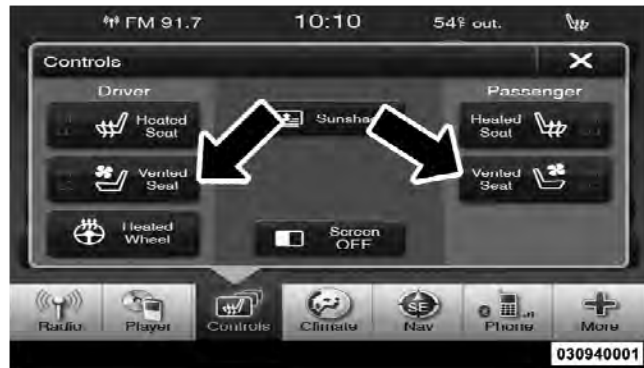 FM 91.7 10:10 54° out.
Controls
Driver Passenger
Heated
Seat
Heated
Seat
Vented
Seat
Vented
Seat
Heated
Wheel
Screen
OFF
Radio Player Controls Climate SE Nav Phone More
030940001